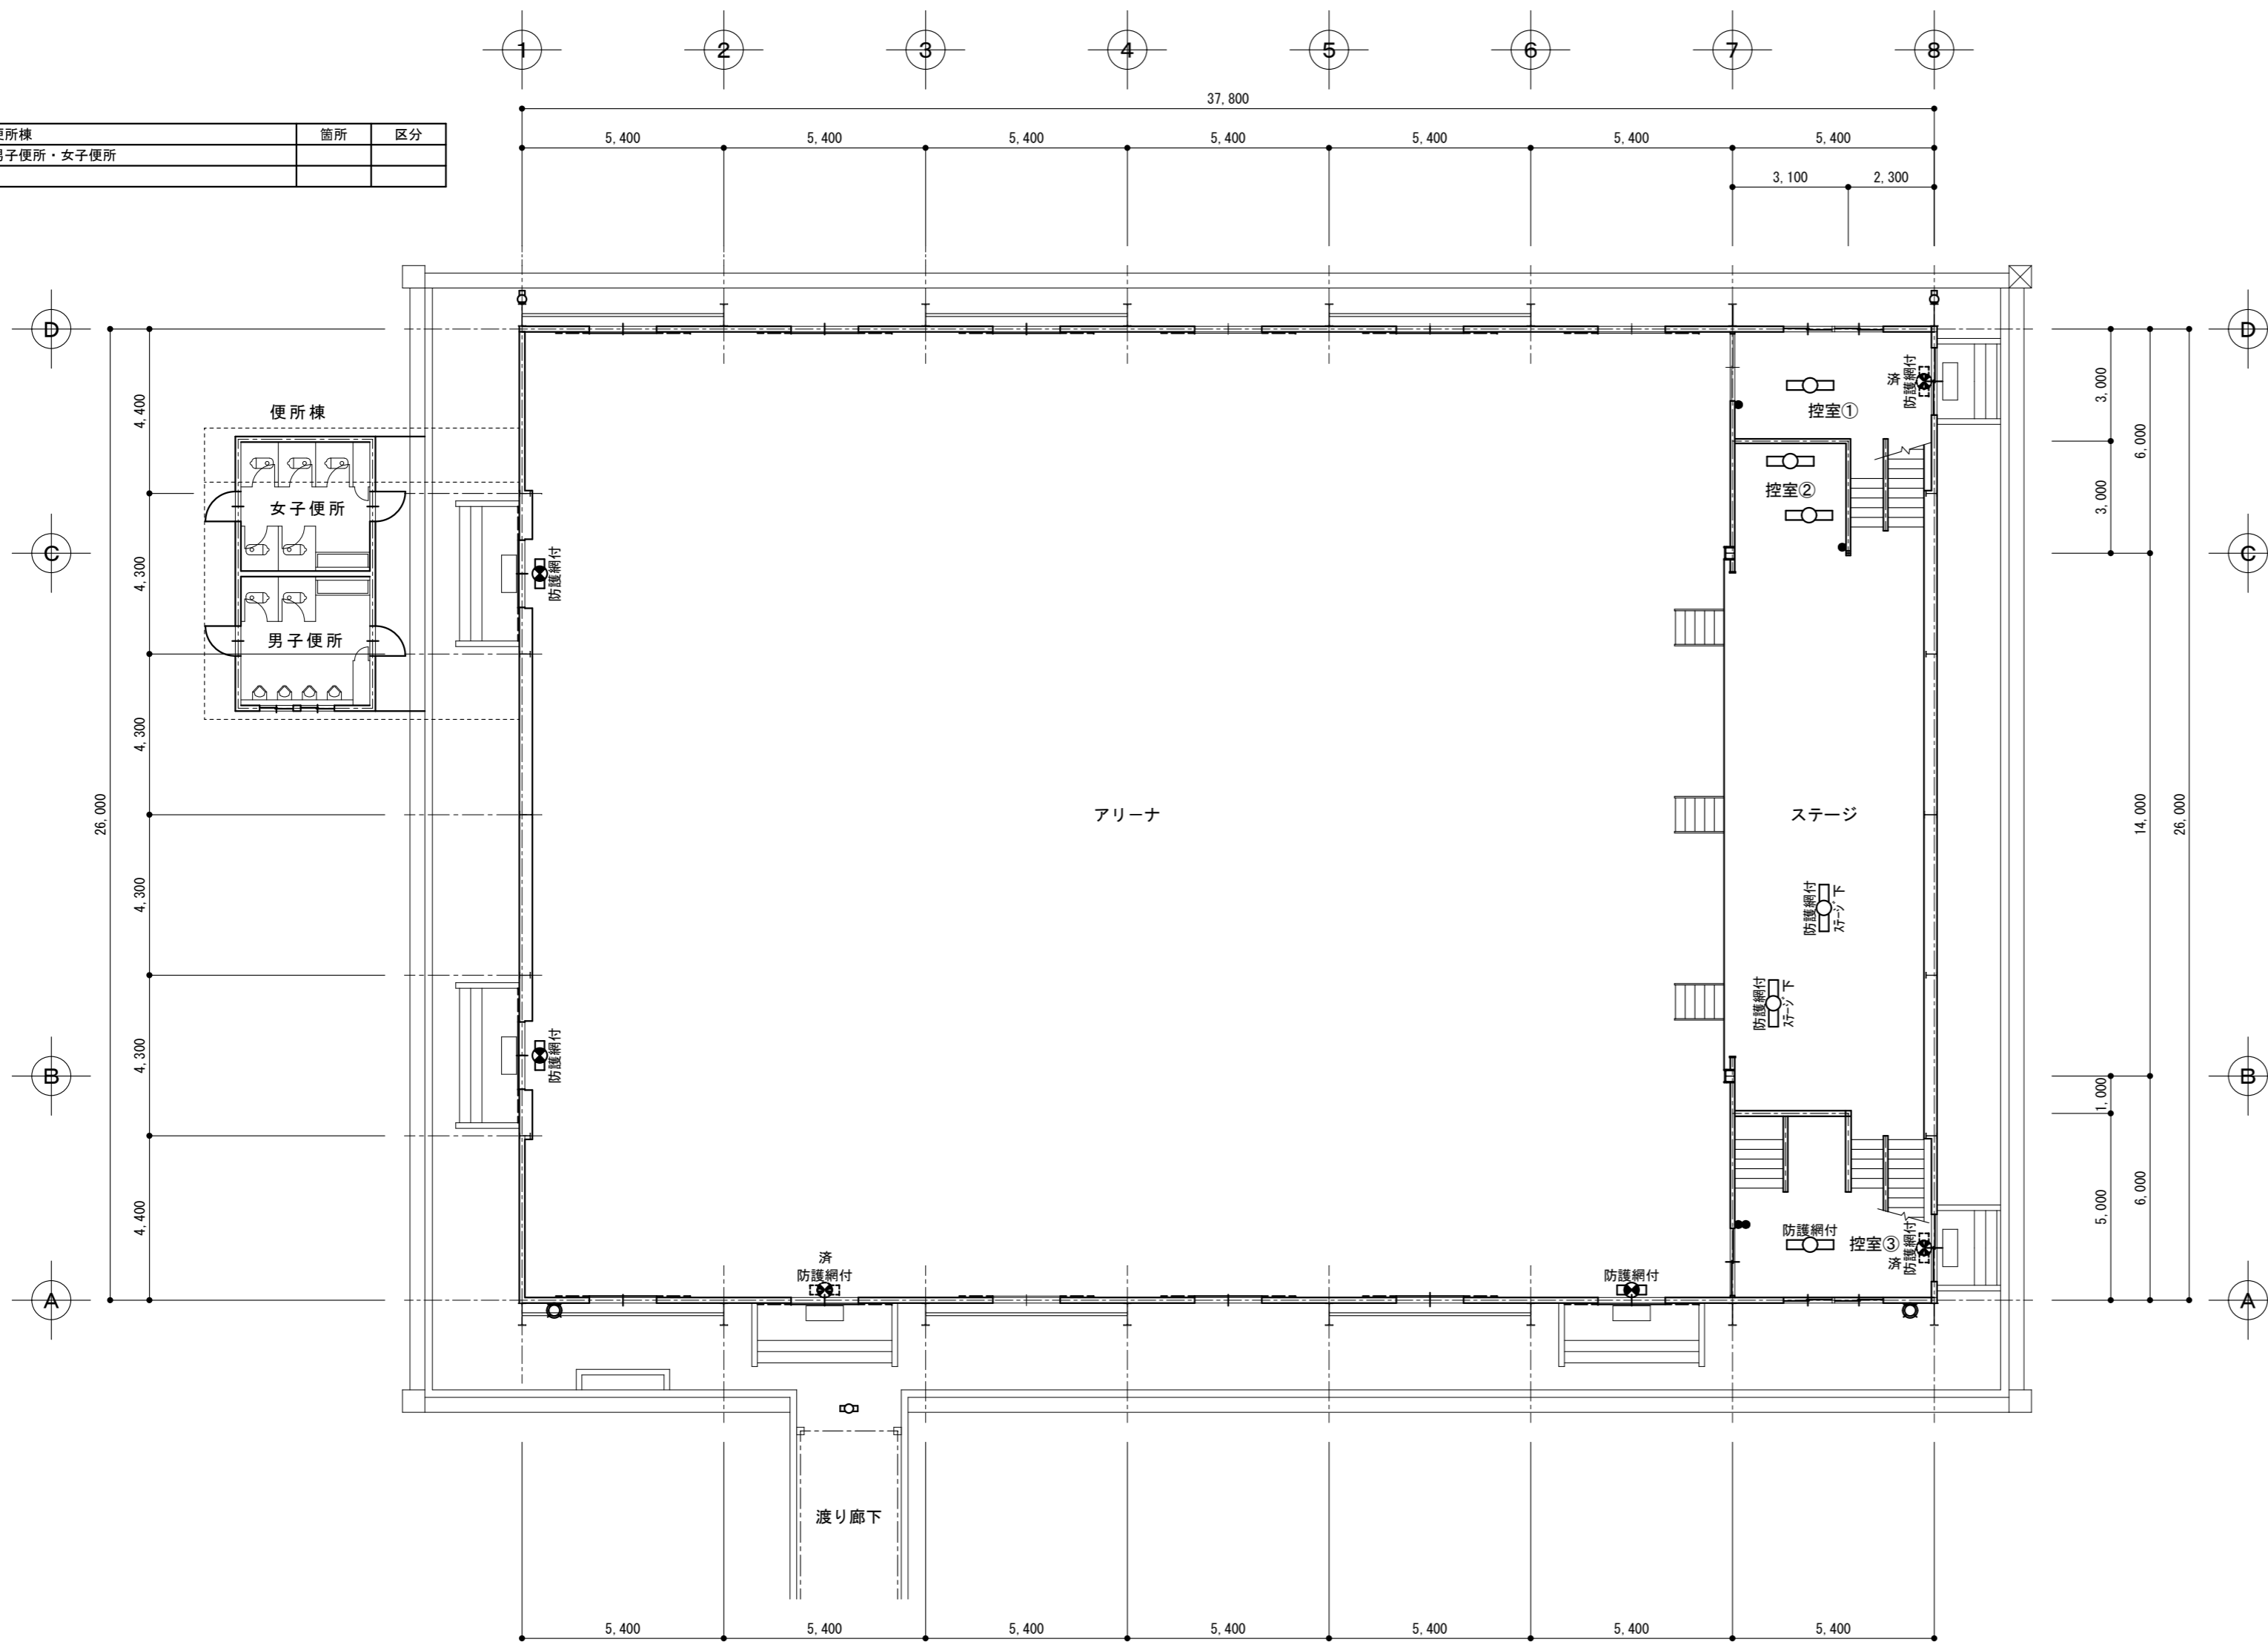 1 2 3 4 5 6 7 8
37,800
便所棟 箇所 区分
男子便所・女子便所
5,400 5,400 5,400 5,400 5,400 5,400 5,400
3,100 2,300
D D
C C
B B
A A
26,000
4,400
4,300
4,300
4,300
4,300
4,400
便所棟
女子便所
男子便所
防護網付
防護網付
アリーナ
ステージ
控室①
済
防護網付
控室②
防護網付
ステージ下
防護網付
ステージ下
防護網付
控室③
防護網付
済
済
防護網付
防護網付
渡り廊下
3,000
3,000
6,000
14,000
26,000
1,000
5,000
6,000
5,400 5,400 5,400 5,400 5,400 5,400 5,400